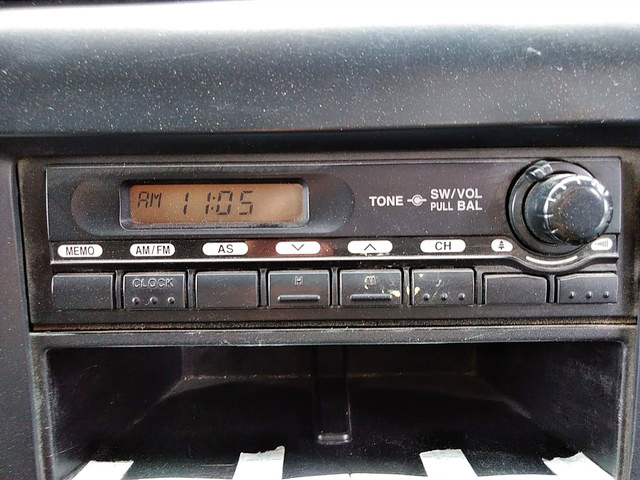 AM 11:05
TONE SW/VOL
PULL BAL
MEMO AM/FM AS CH
CLOCK H M